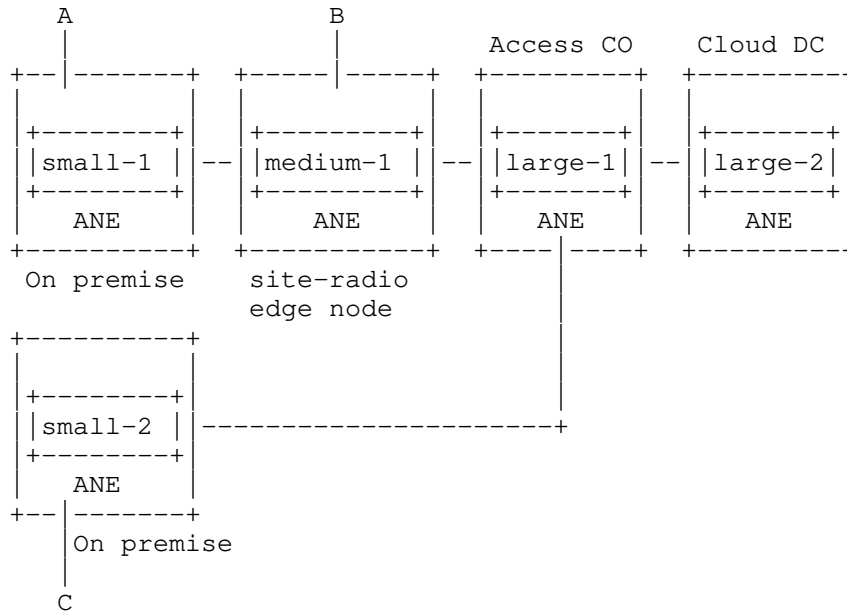 A B
Access CO Cloud DC
small-1 medium-1 large-1 large-2
ANE ANE ANE ANE
On premise site-radio
edge node
small-2
ANE
On premise
C